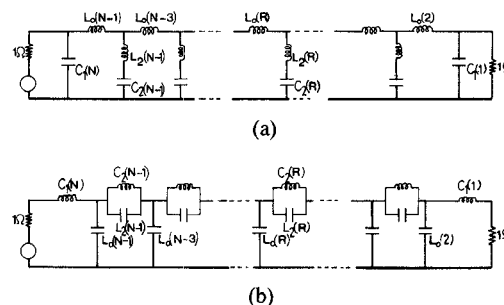 L₀(N-1) L₀(N-3) L₀(R) L₀(2)
1Ω C₁(N) L₂(N-1) C₂(N-1) L₂(R) C₂(R) C₁(1)
(a)
C₁(N) C₂(N-1) C₂(R) C₁(1)
1Ω L₀(N-1) L₂(N-1) L₀(N-3) L₀(R) L₂(R) L₀(2) 1Ω
(b)